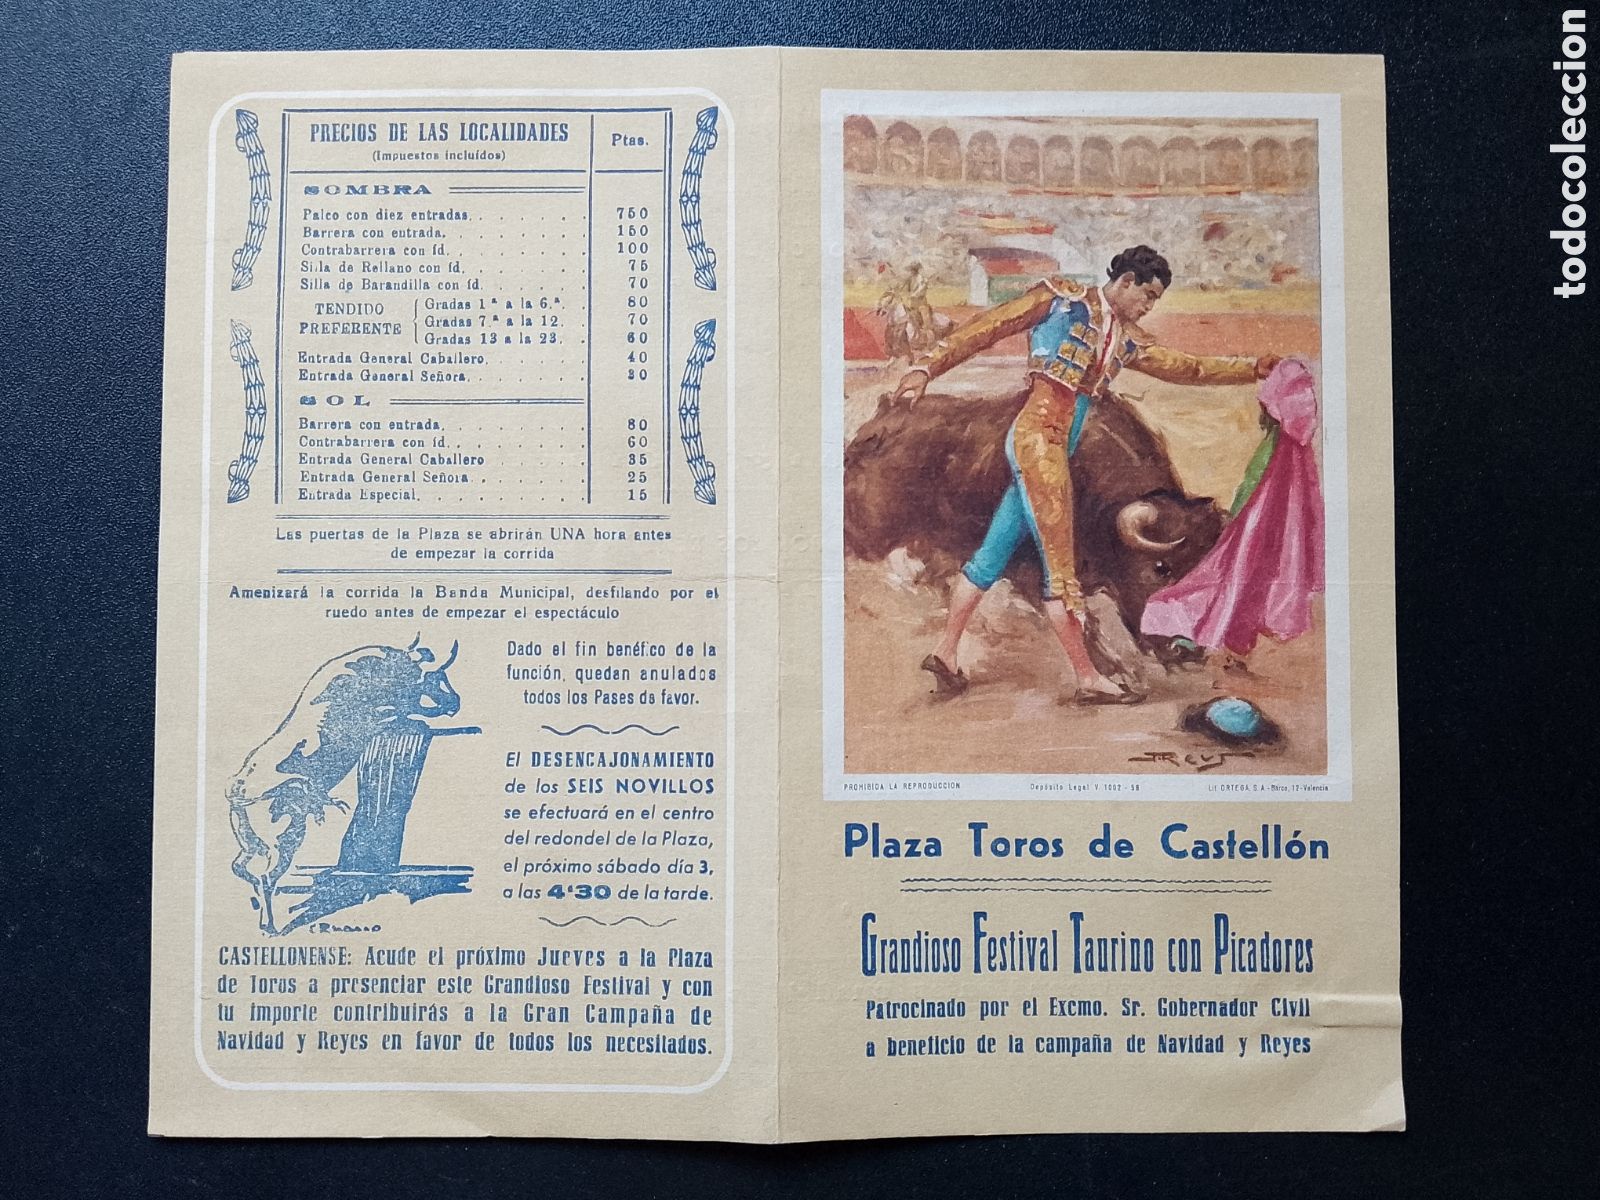 PRECIOS DE LAS LOCALIDADES
(Impuestos incluídos)
Ptas.
SOMBRA
Palco con diez entradas. . . . . . . 750
Barrera con entrada. . . . . . . . 150
Contrabarrera con íd. . . . . . . . 100
Silla de Rellano con íd. . . . . . . 75
Silla de Barandilla con íd. . . . . . 70
TENDIDO PREFERENTE
Gradas 1.ª a la 6.ª. . 80
Gradas 7.ª a la 12. . 70
Gradas 13 a la 23. . 60
Entrada General Caballero. . . . . . 40
Entrada General Señora. . . . . . . 30
SOL
Barrera con entrada. . . . . . . . 80
Contrabarrera con íd. . . . . . . . 60
Entrada General Caballero . . . . . 35
Entrada General Señora. . . . . . . 25
Entrada Especial. . . . . . . . . 15
Las puertas de la Plaza se abrirán UNA hora antes
de empezar la corrida
Amenizará la corrida la Banda Municipal, desfilando por el
ruedo antes de empezar el espectáculo
Dado el fin benéfico de la
función, quedan anulados
todos los Pases de favor.
El DESENCAJONAMIENTO
de los SEIS NOVILLOS
se efectuará en el centro
del redondel de la Plaza,
el próximo sábado día 3,
a las 4'30 de la tarde.
CASTELLONENSE: Acude el próximo Jueves a la Plaza
de Toros a presenciar este Grandioso Festival y con
tu importe contribuirás a la Gran Campaña de
Navidad y Reyes en favor de todos los necesitados.
REUS
PROHIBIDA LA REPRODUCCION
Depósito Legal V. 1002 - 58
Lit. ORTEGA, S. A. - Barco, 12 - Valencia
Plaza Toros de Castellón
Grandioso Festival Taurino con Picadores
Patrocinado por el Excmo. Sr. Gobernador Civil
a beneficio de la campaña de Navidad y Reyes
todocoleccion